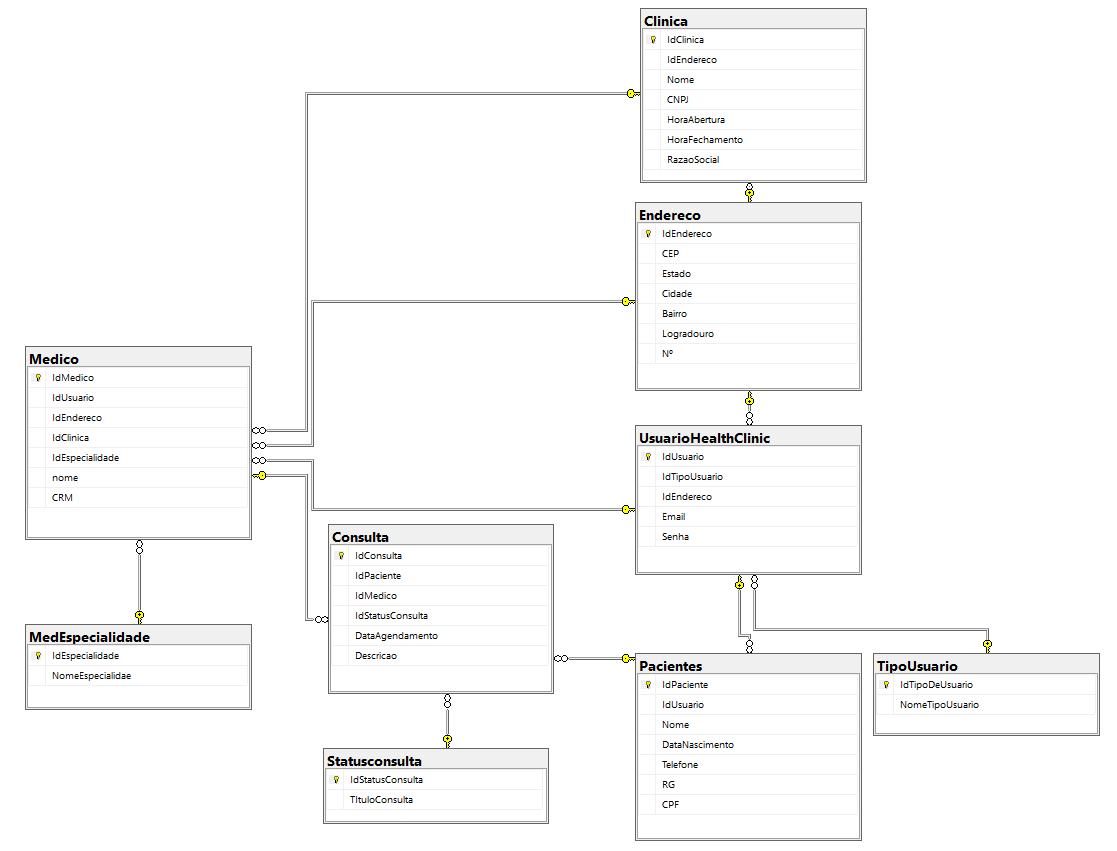 Clinica
IdClinica
IdEndereco
Nome
CNPJ
HoraAbertura
HoraFechamento
RazaoSocial
Endereco
IdEndereco
CEP
Estado
Cidade
Bairro
Logradouro
Nº
Medico
IdMedico
IdUsuario
IdEndereco
IdClinica
IdEspecialidade
nome
CRM
UsuarioHealthClinic
IdUsuario
IdTipoUsuario
IdEndereco
Email
Senha
Consulta
IdConsulta
IdPaciente
IdMedico
IdStatusConsulta
DataAgendamento
Descricao
MedEspecialidade
IdEspecialidade
NomeEspecialidae
Pacientes
IdPaciente
IdUsuario
Nome
DataNascimento
Telefone
RG
CPF
TipoUsuario
IdTipoDeUsuario
NomeTipoUsuario
Statusconsulta
IdStatusConsulta
TItuloConsulta